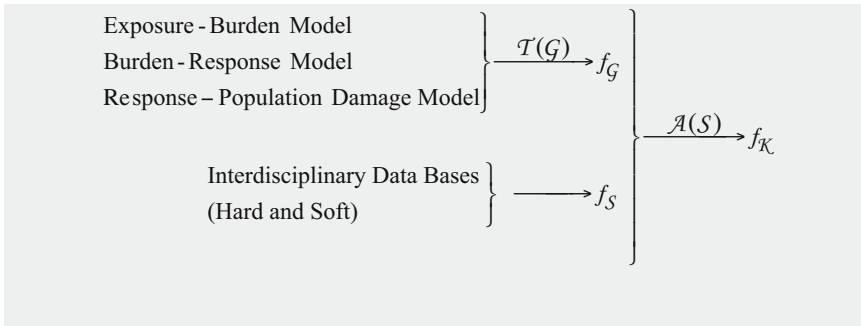 Exposure - Burden Model
Burden - Response Model
Response – Population Damage Model
𝒯(𝒢)
f𝒢
𝒜(S)
f𝒦
Interdisciplinary Data Bases
(Hard and Soft)
f𝒮